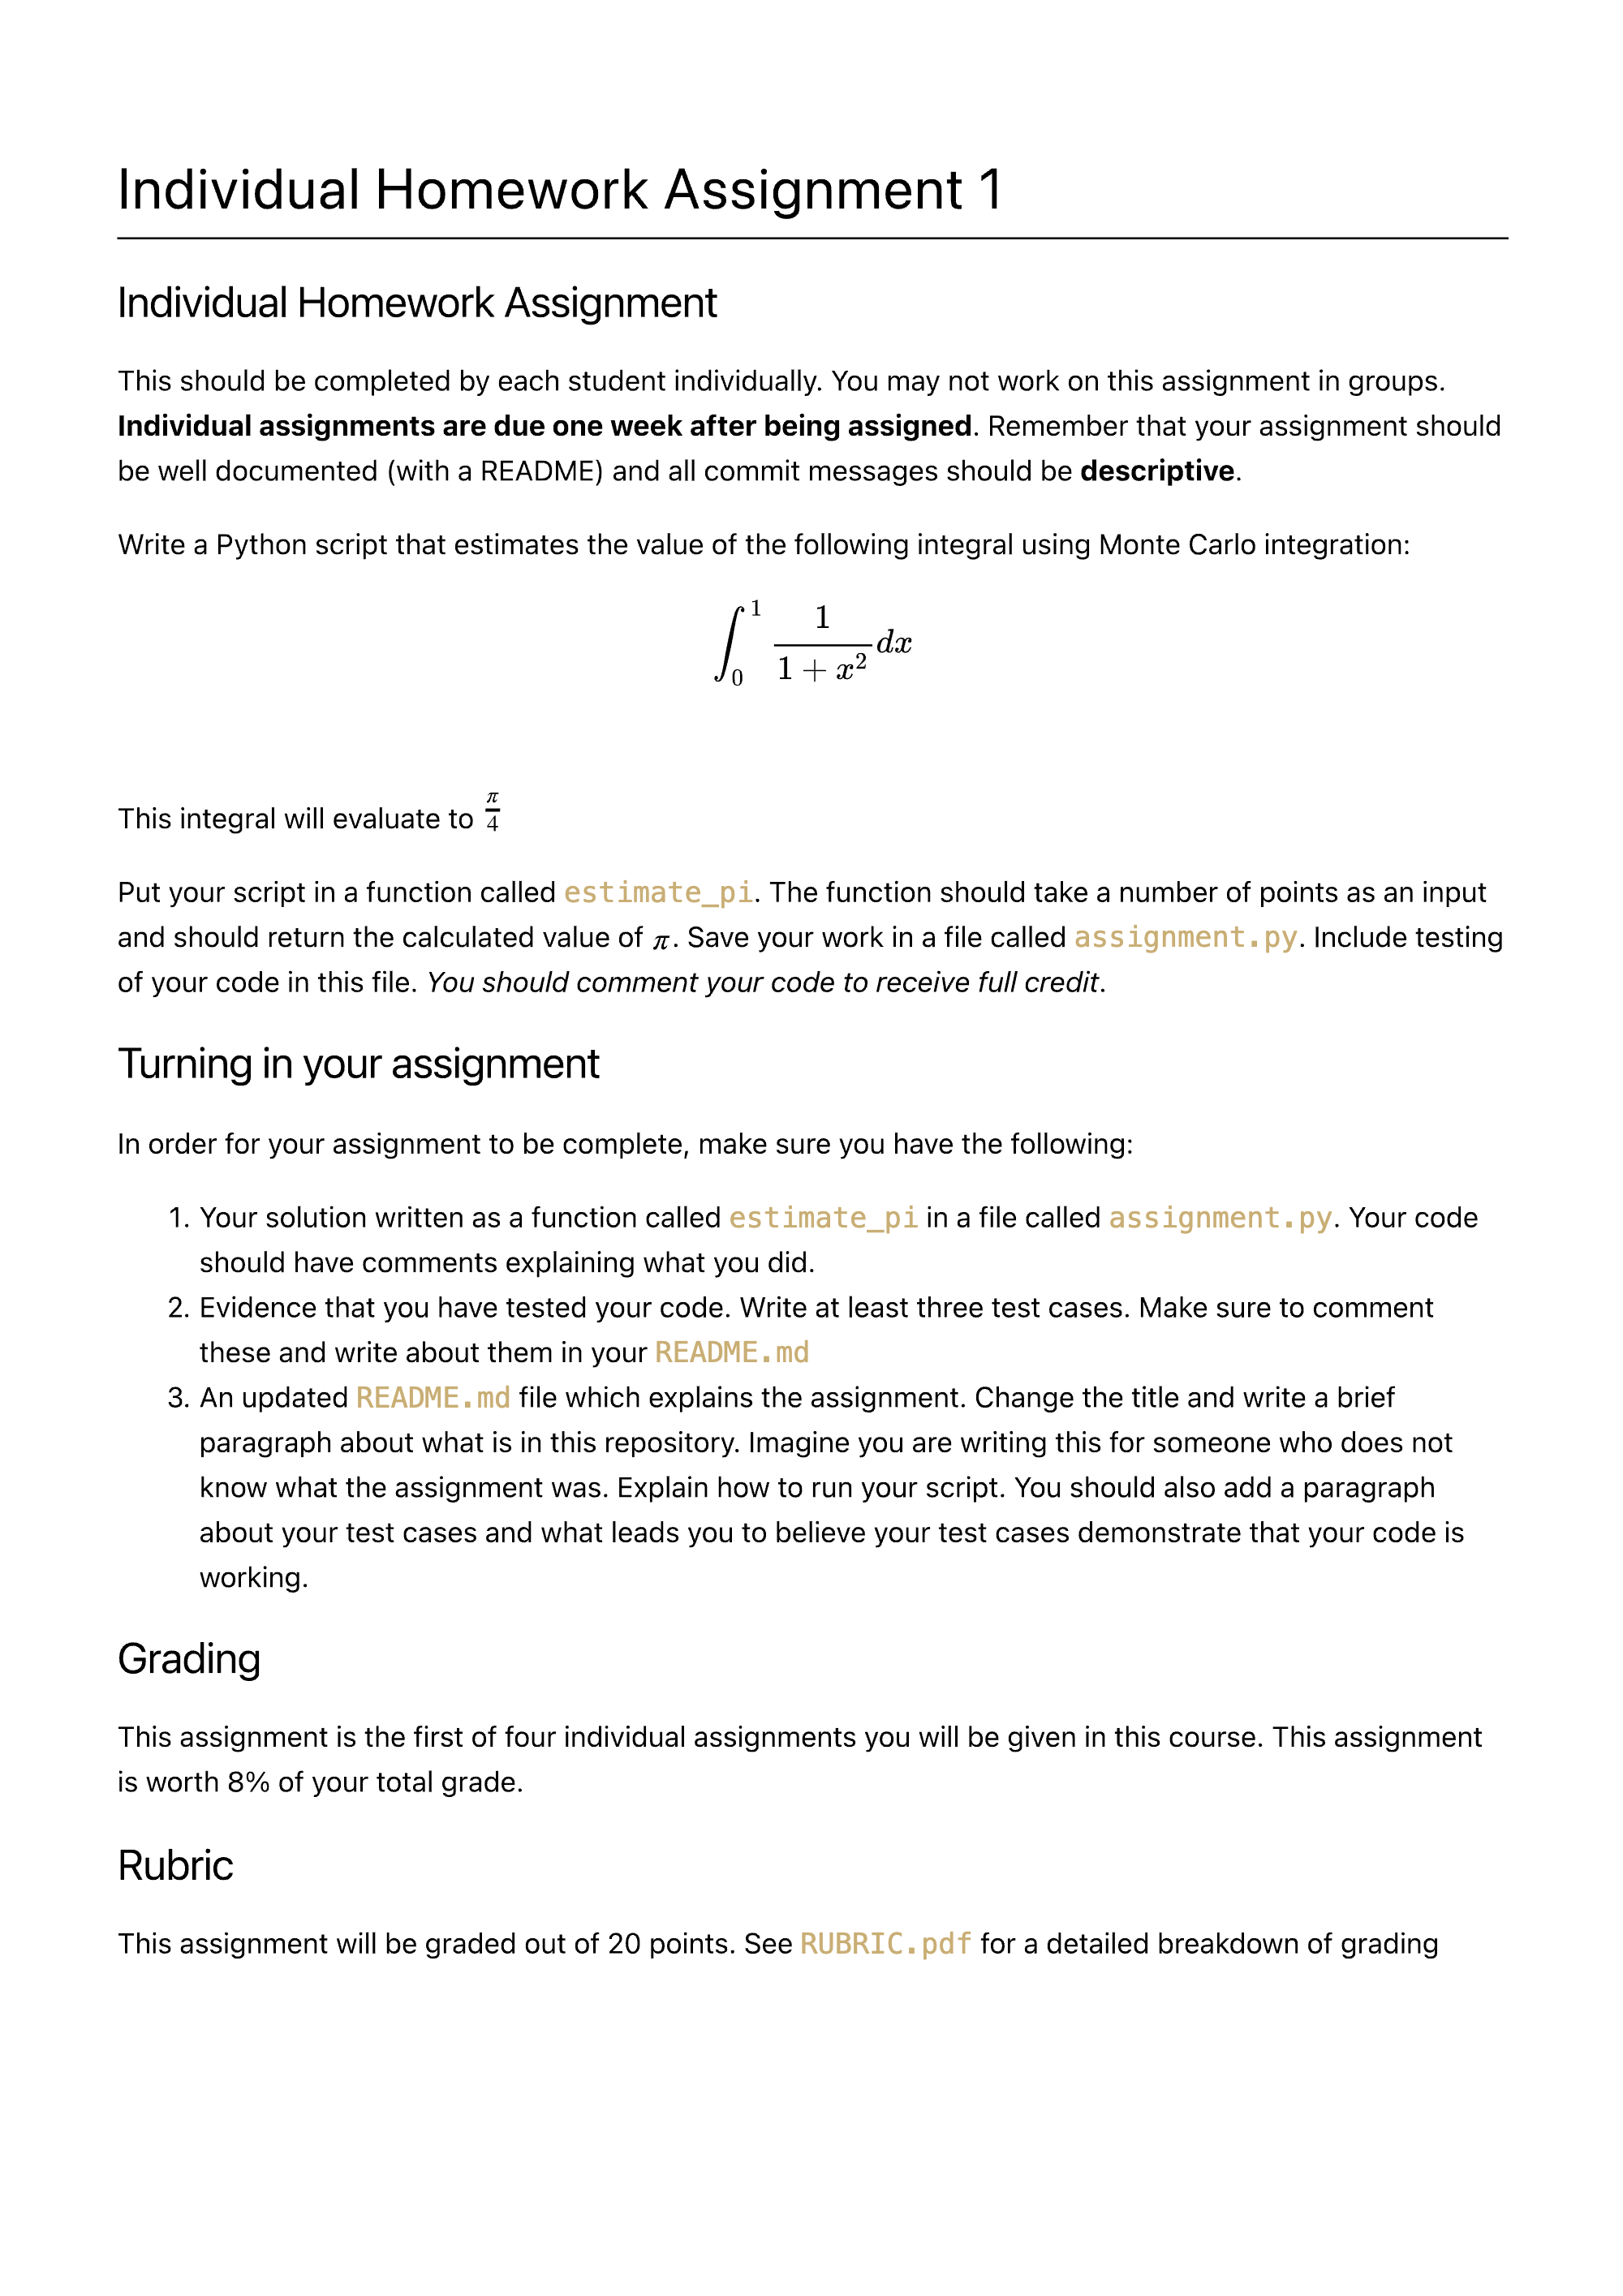 Individual Homework Assignment 1
Individual Homework Assignment
This should be completed by each student individually. You may not work on this assignment in groups.
Individual assignments are due one week after being assigned. Remember that your assignment should
be well documented (with a README) and all commit messages should be descriptive.
Write a Python script that estimates the value of the following integral using Monte Carlo integration:
∫₀¹ 1/(1 + x²) dx
This integral will evaluate to π/4
Put your script in a function called estimate_pi. The function should take a number of points as an input
and should return the calculated value of π. Save your work in a file called assignment.py. Include testing
of your code in this file. You should comment your code to receive full credit.
Turning in your assignment
In order for your assignment to be complete, make sure you have the following:
1. Your solution written as a function called estimate_pi in a file called assignment.py. Your code
should have comments explaining what you did.
2. Evidence that you have tested your code. Write at least three test cases. Make sure to comment
these and write about them in your README.md
3. An updated README.md file which explains the assignment. Change the title and write a brief
paragraph about what is in this repository. Imagine you are writing this for someone who does not
know what the assignment was. Explain how to run your script. You should also add a paragraph
about your test cases and what leads you to believe your test cases demonstrate that your code is
working.
Grading
This assignment is the first of four individual assignments you will be given in this course. This assignment
is worth 8% of your total grade.
Rubric
This assignment will be graded out of 20 points. See RUBRIC.pdf for a detailed breakdown of grading